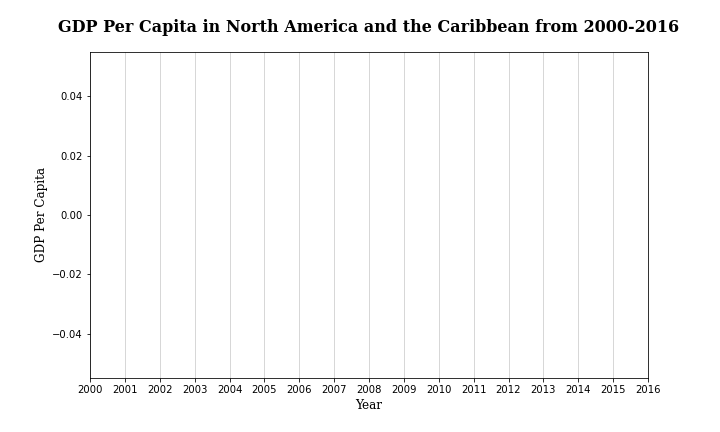 GDP Per Capita in North America and the Caribbean from 2000-2016
0.04
0.02
0.00
−0.02
−0.04
GDP Per Capita
2000 2001 2002 2003 2004 2005 2006 2007 2008 2009 2010 2011 2012 2013 2014 2015 2016
Year